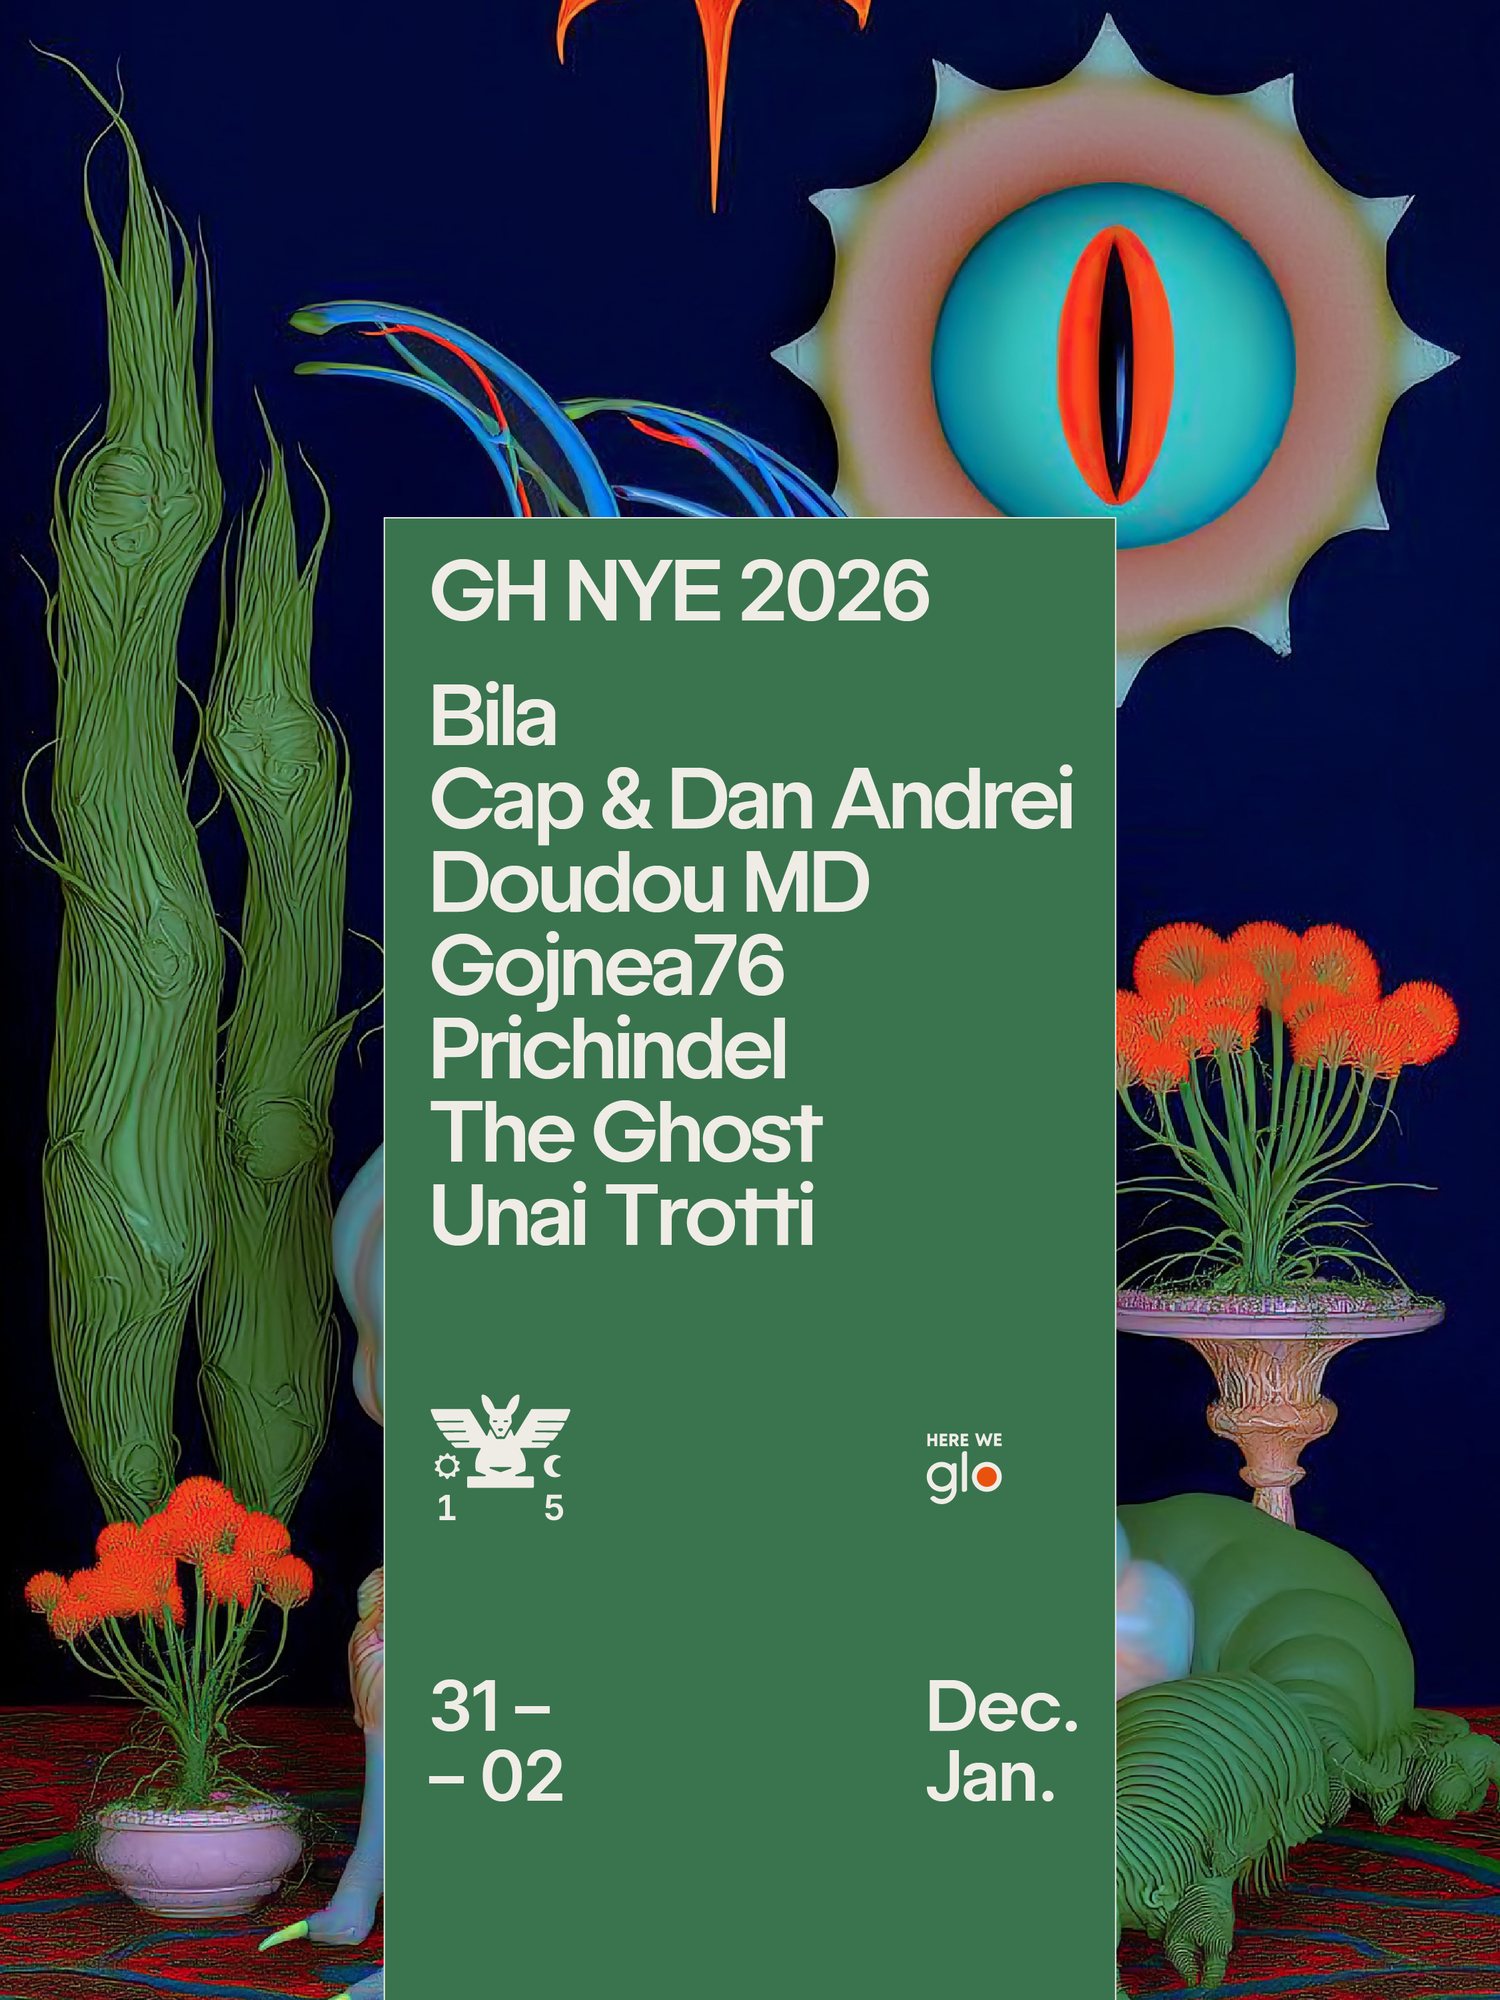 GH NYE 2026
Bila
Cap & Dan Andrei
Doudou MD
Gojnea76
Prichindel
The Ghost
Unai Trotti
1 5
HERE WE
glo
31 – Dec.
– 02 Jan.